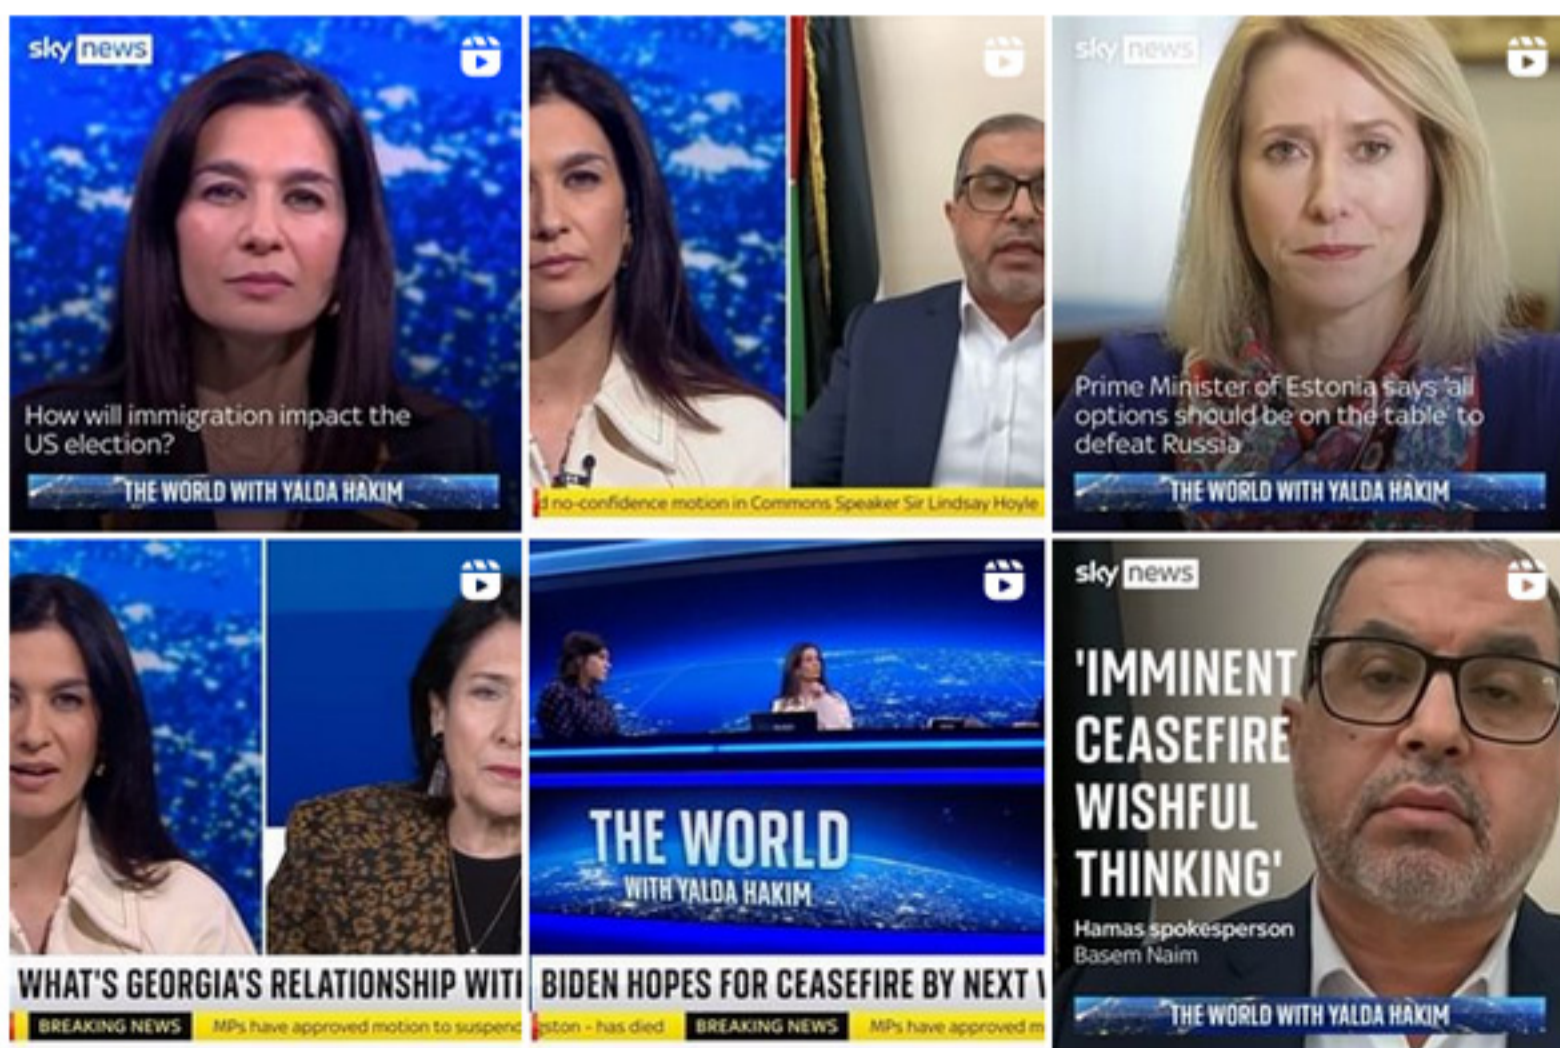 sky news
How will immigration impact the
US election?
THE WORLD WITH YALDA HAKIM
d no-confidence motion in Commons Speaker Sir Lindsay Hoyle
sky news
Prime Minister of Estonia says 'all
options should be on the table' to
defeat Russia
THE WORLD WITH YALDA HAKIM
WHAT'S GEORGIA'S RELATIONSHIP WITH
BREAKING NEWS MPs have approved motion to suspend
THE WORLD
WITH YALDA HAKIM
BIDEN HOPES FOR CEASEFIRE BY NEXT
gston - has died BREAKING NEWS MPs have approved m
sky news
'IMMINENT
CEASEFIRE
WISHFUL
THINKING'
Hamas spokesperson
Basem Naim
THE WORLD WITH YALDA HAKIM